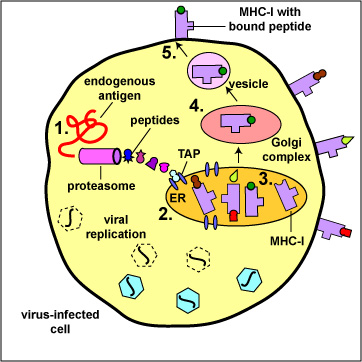 MHC-I with
bound peptide
5.
endogenous
antigen
vesicle
4.
peptides
1.
TAP
Golgi
complex
proteasome
3.
ER
2.
MHC-I
viral
replication
virus-infected
cell